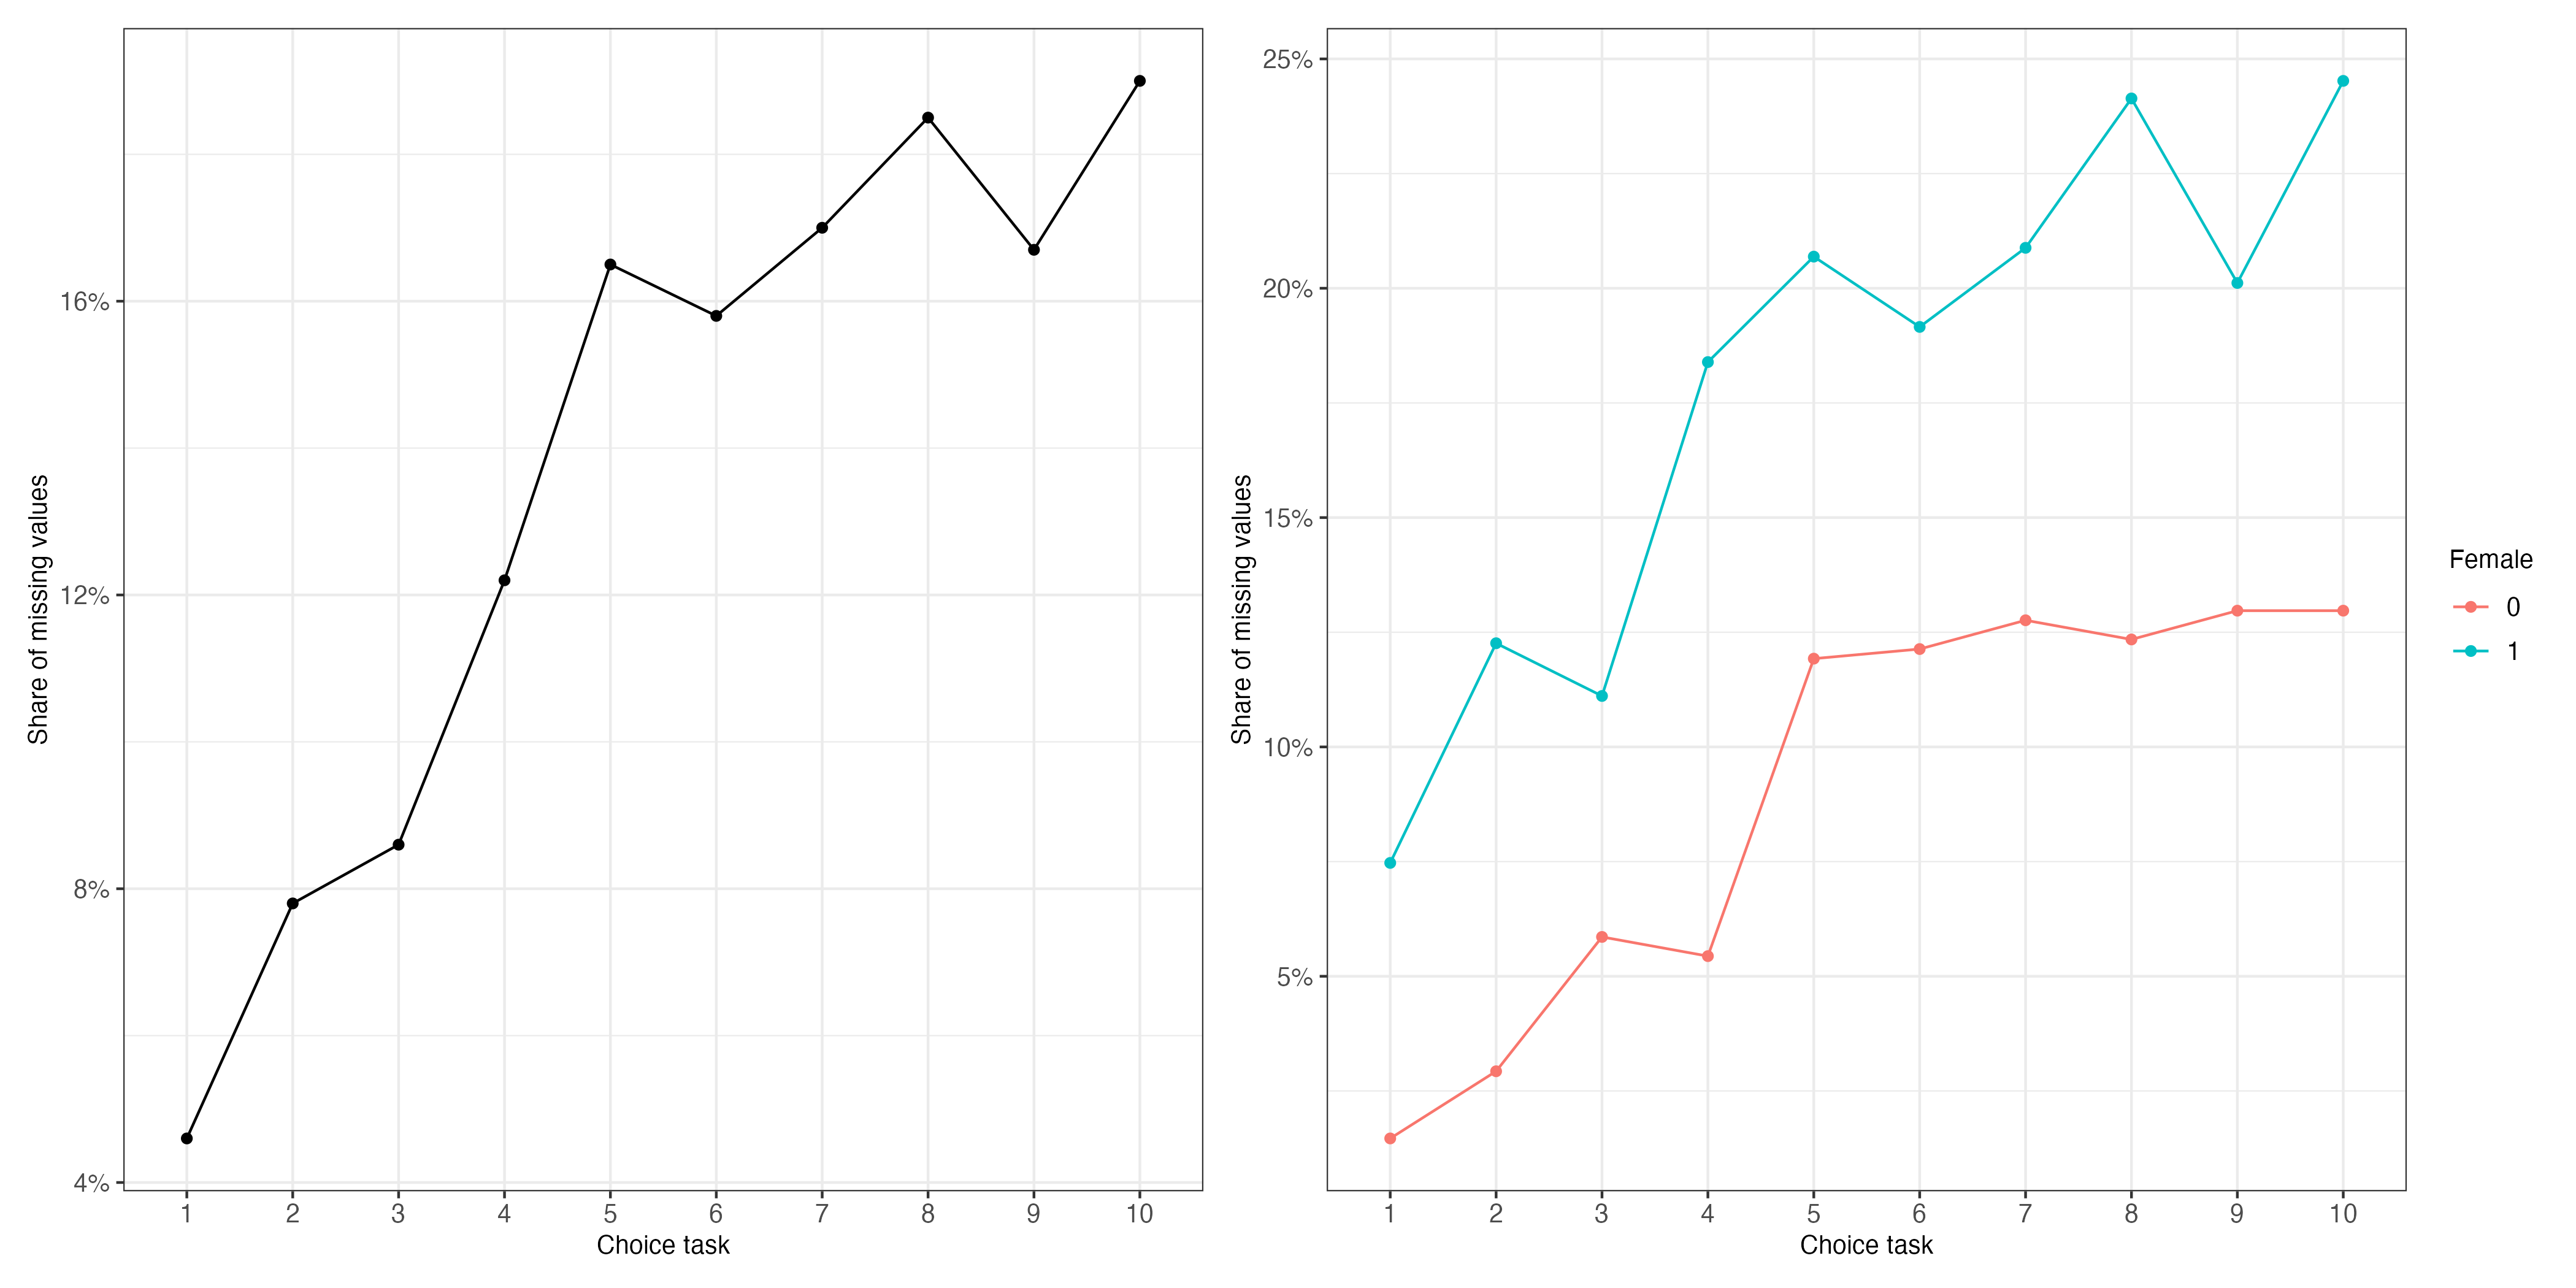 Share of missing values
16%
12%
8%
4%
1 2 3 4 5 6 7 8 9 10
Choice task
Share of missing values
25%
20%
15%
10%
5%
1 2 3 4 5 6 7 8 9 10
Choice task
Female
0
1